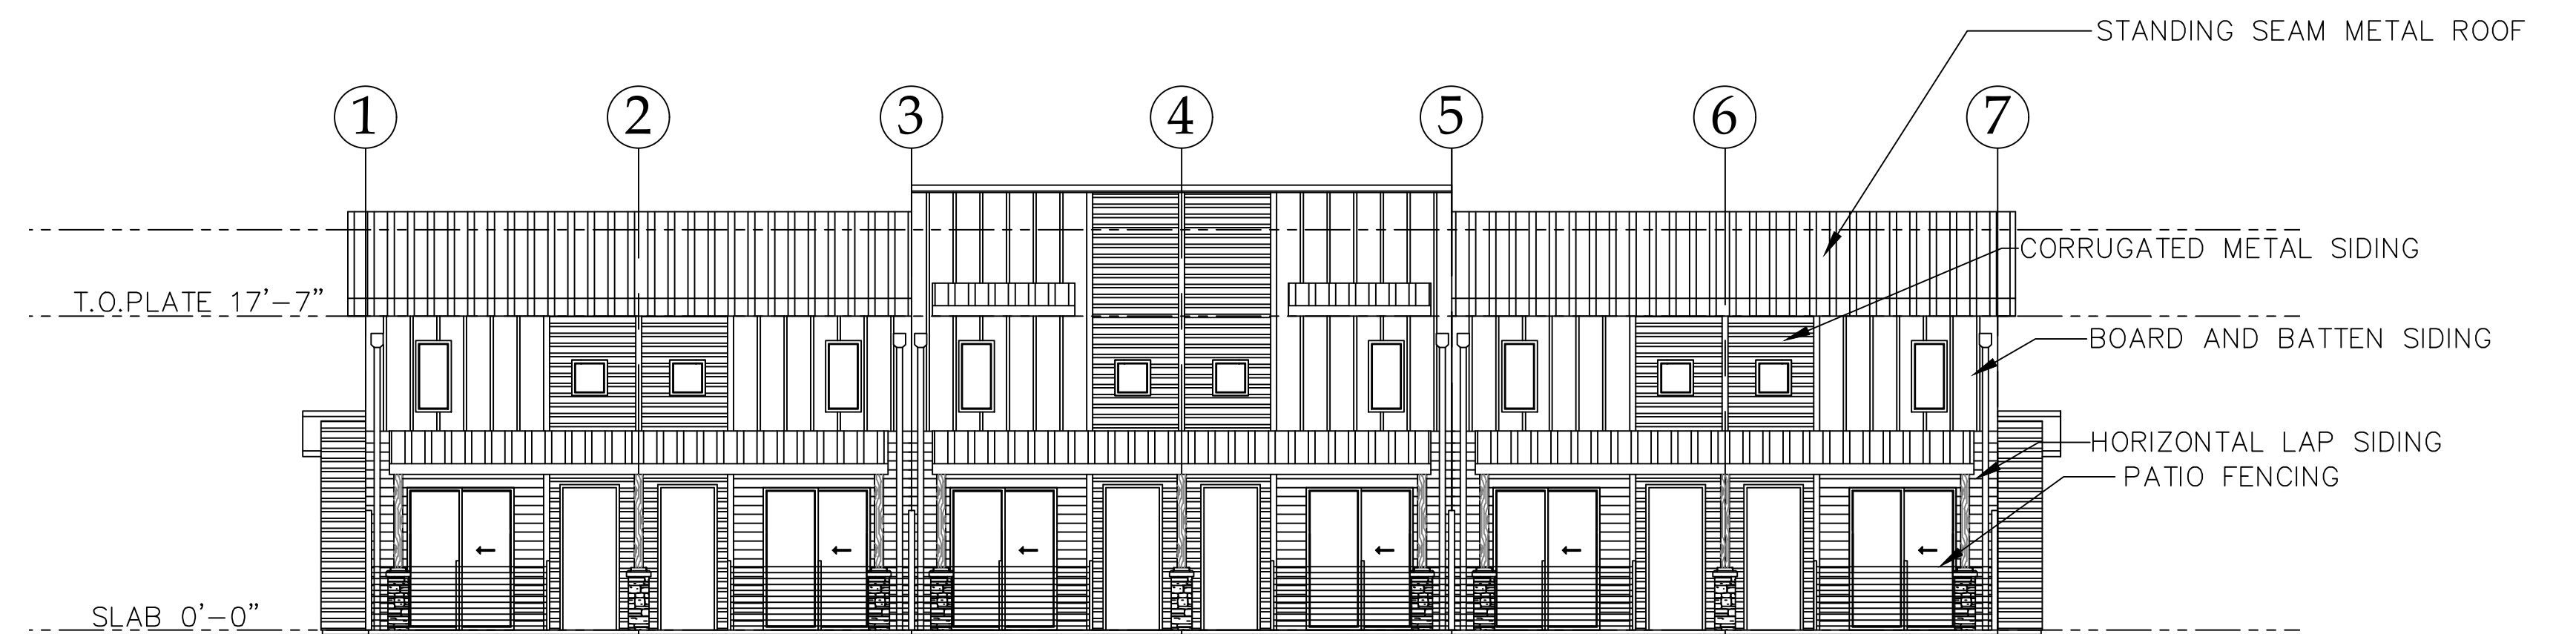 STANDING SEAM METAL ROOF
1 2 3 4 5 6 7
CORRUGATED METAL SIDING
T.O.PLATE 17'-7"
BOARD AND BATTEN SIDING
HORIZONTAL LAP SIDING
PATIO FENCING
SLAB 0'-0"